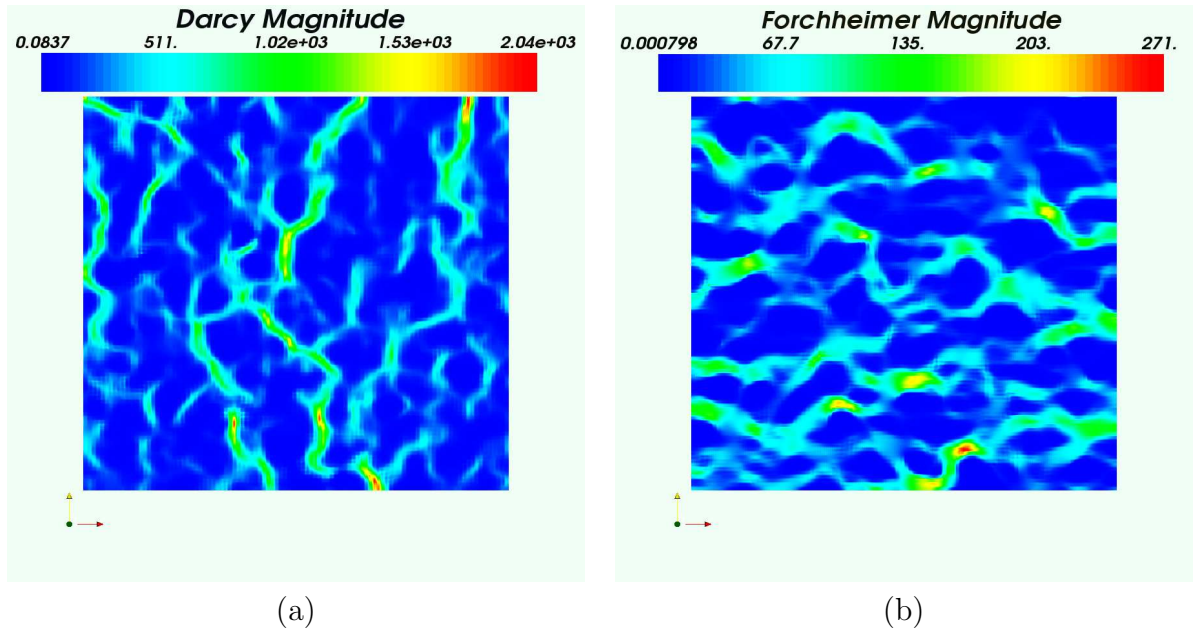 Darcy Magnitude
0.0837 511. 1.02e+03 1.53e+03 2.04e+03
Forchheimer Magnitude
0.000798 67.7 135. 203. 271.
(a)
(b)